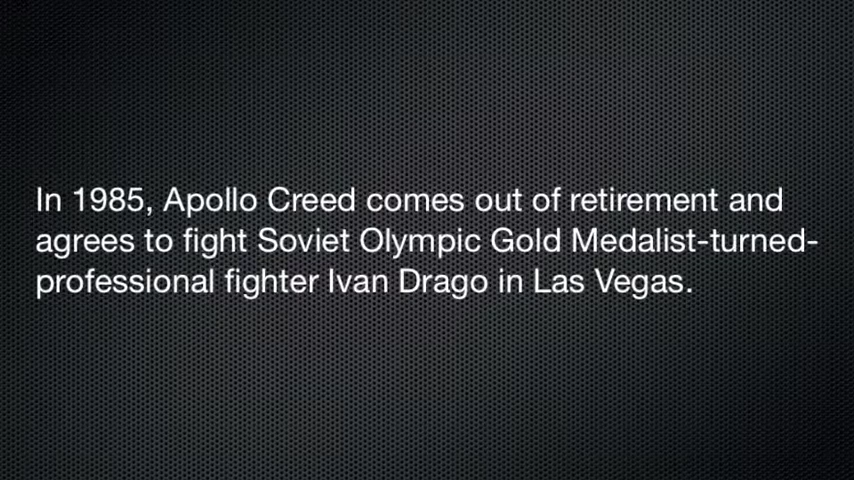 In 1985, Apollo Creed comes out of retirement and
agrees to fight Soviet Olympic Gold Medalist-turned-
professional fighter Ivan Drago in Las Vegas.